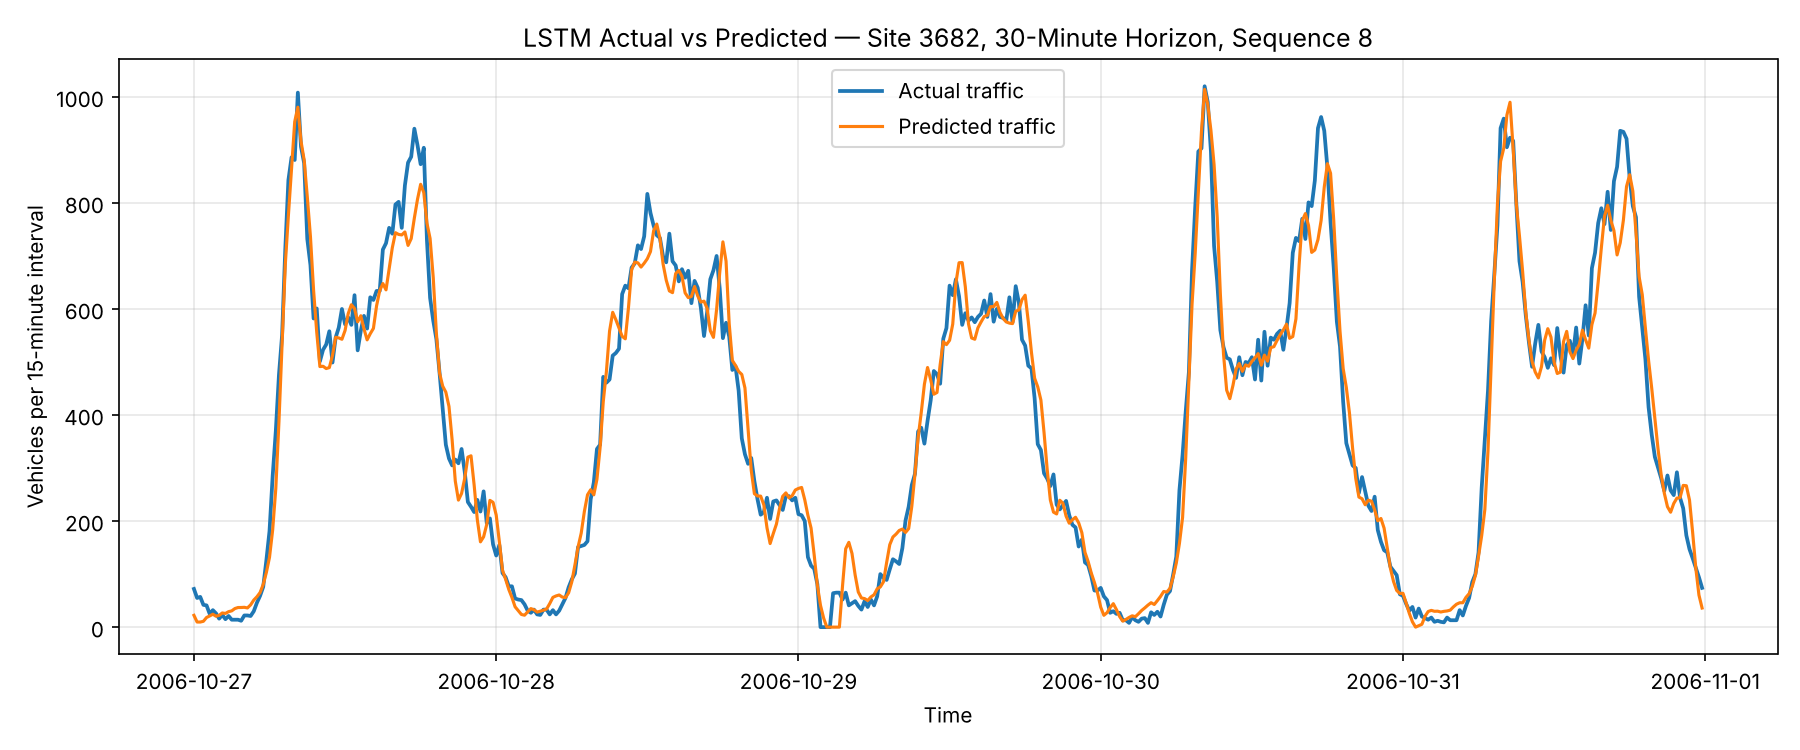 LSTM Actual vs Predicted — Site 3682, 30-Minute Horizon, Sequence 8
Actual traffic
Predicted traffic
Vehicles per 15-minute interval
1000
800
600
400
200
0
2006-10-27
2006-10-28
2006-10-29
2006-10-30
2006-10-31
2006-11-01
Time